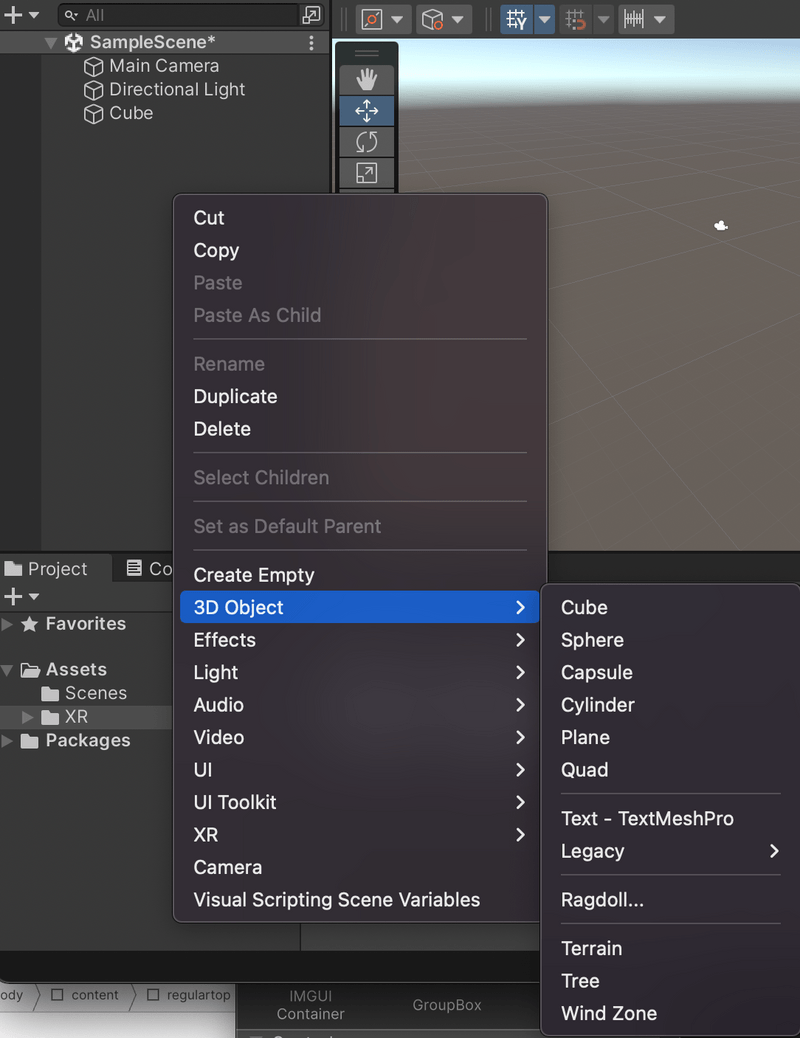 All
SampleScene*
Main Camera
Directional Light
Cube
Cut
Copy
Paste
Paste As Child
Rename
Duplicate
Delete
Select Children
Set as Default Parent
Create Empty
3D Object
Effects
Light
Audio
Video
UI
UI Toolkit
XR
Camera
Visual Scripting Scene Variables
Cube
Sphere
Capsule
Cylinder
Plane
Quad
Text - TextMeshPro
Legacy
Ragdoll...
Terrain
Tree
Wind Zone
Project
Co
Favorites
Assets
Scenes
XR
Packages
ody
content
regulartop
IMGUI
Container
GroupBox